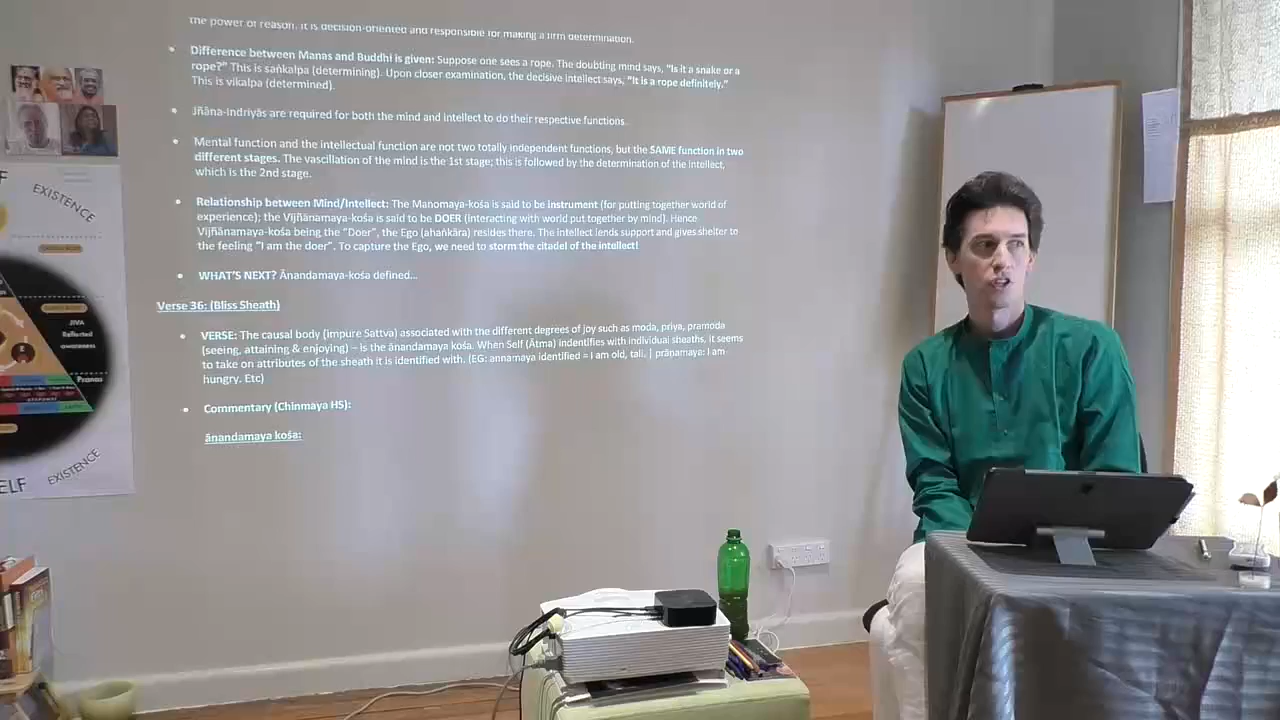 the power of reason. It is decision-oriented and responsible for making a firm determination.
• Difference between Manas and Buddhi is given: Suppose one sees a rope. The doubting mind says, "Is it a snake or a
rope?" This is saṅkalpa (determining). Upon closer examination, the decisive intellect says, "It is a rope definitely."
This is vikalpa (determined).
• Jñāna-Indriyās are required for both the mind and intellect to do their respective functions.
• Mental function and the intellectual function are not two totally independent functions, but the SAME function in two
different stages. The vascillation of the mind is the 1st stage; this is followed by the determination of the intellect,
which is the 2nd stage.
• Relationship between Mind/Intellect: The Manomaya-kośa is said to be instrument (for putting together world of
experience); the Vijñānamaya-kośa is said to be DOER (interacting with world put together by mind). Hence
Vijñānamaya-kośa being the "Doer", the Ego (ahaṅkāra) resides there. The intellect lends support and gives shelter to
the feeling "I am the doer". To capture the Ego, we need to storm the citadel of the intellect!
• WHAT'S NEXT? Ānandamaya-kośa defined...
Verse 36: (Bliss Sheath)
• VERSE: The causal body (impure Sattva) associated with the different degrees of joy such as moda, priya, pramoda
(seeing, attaining & enjoying) – is the ānandamaya kośa. When Self (Ātma) indentifies with individual sheaths, it seems
to take on attributes of the sheath it is identified with. (EG: annamaya identified = I am old, tall. | prāṇamaya: I am
hungry. Etc)
• Commentary (Chinmaya HS):
ānandamaya kośa:
F
EXISTENCE
JIVA
Reflected
awareness
Pranas
ELF
EXISTENCE